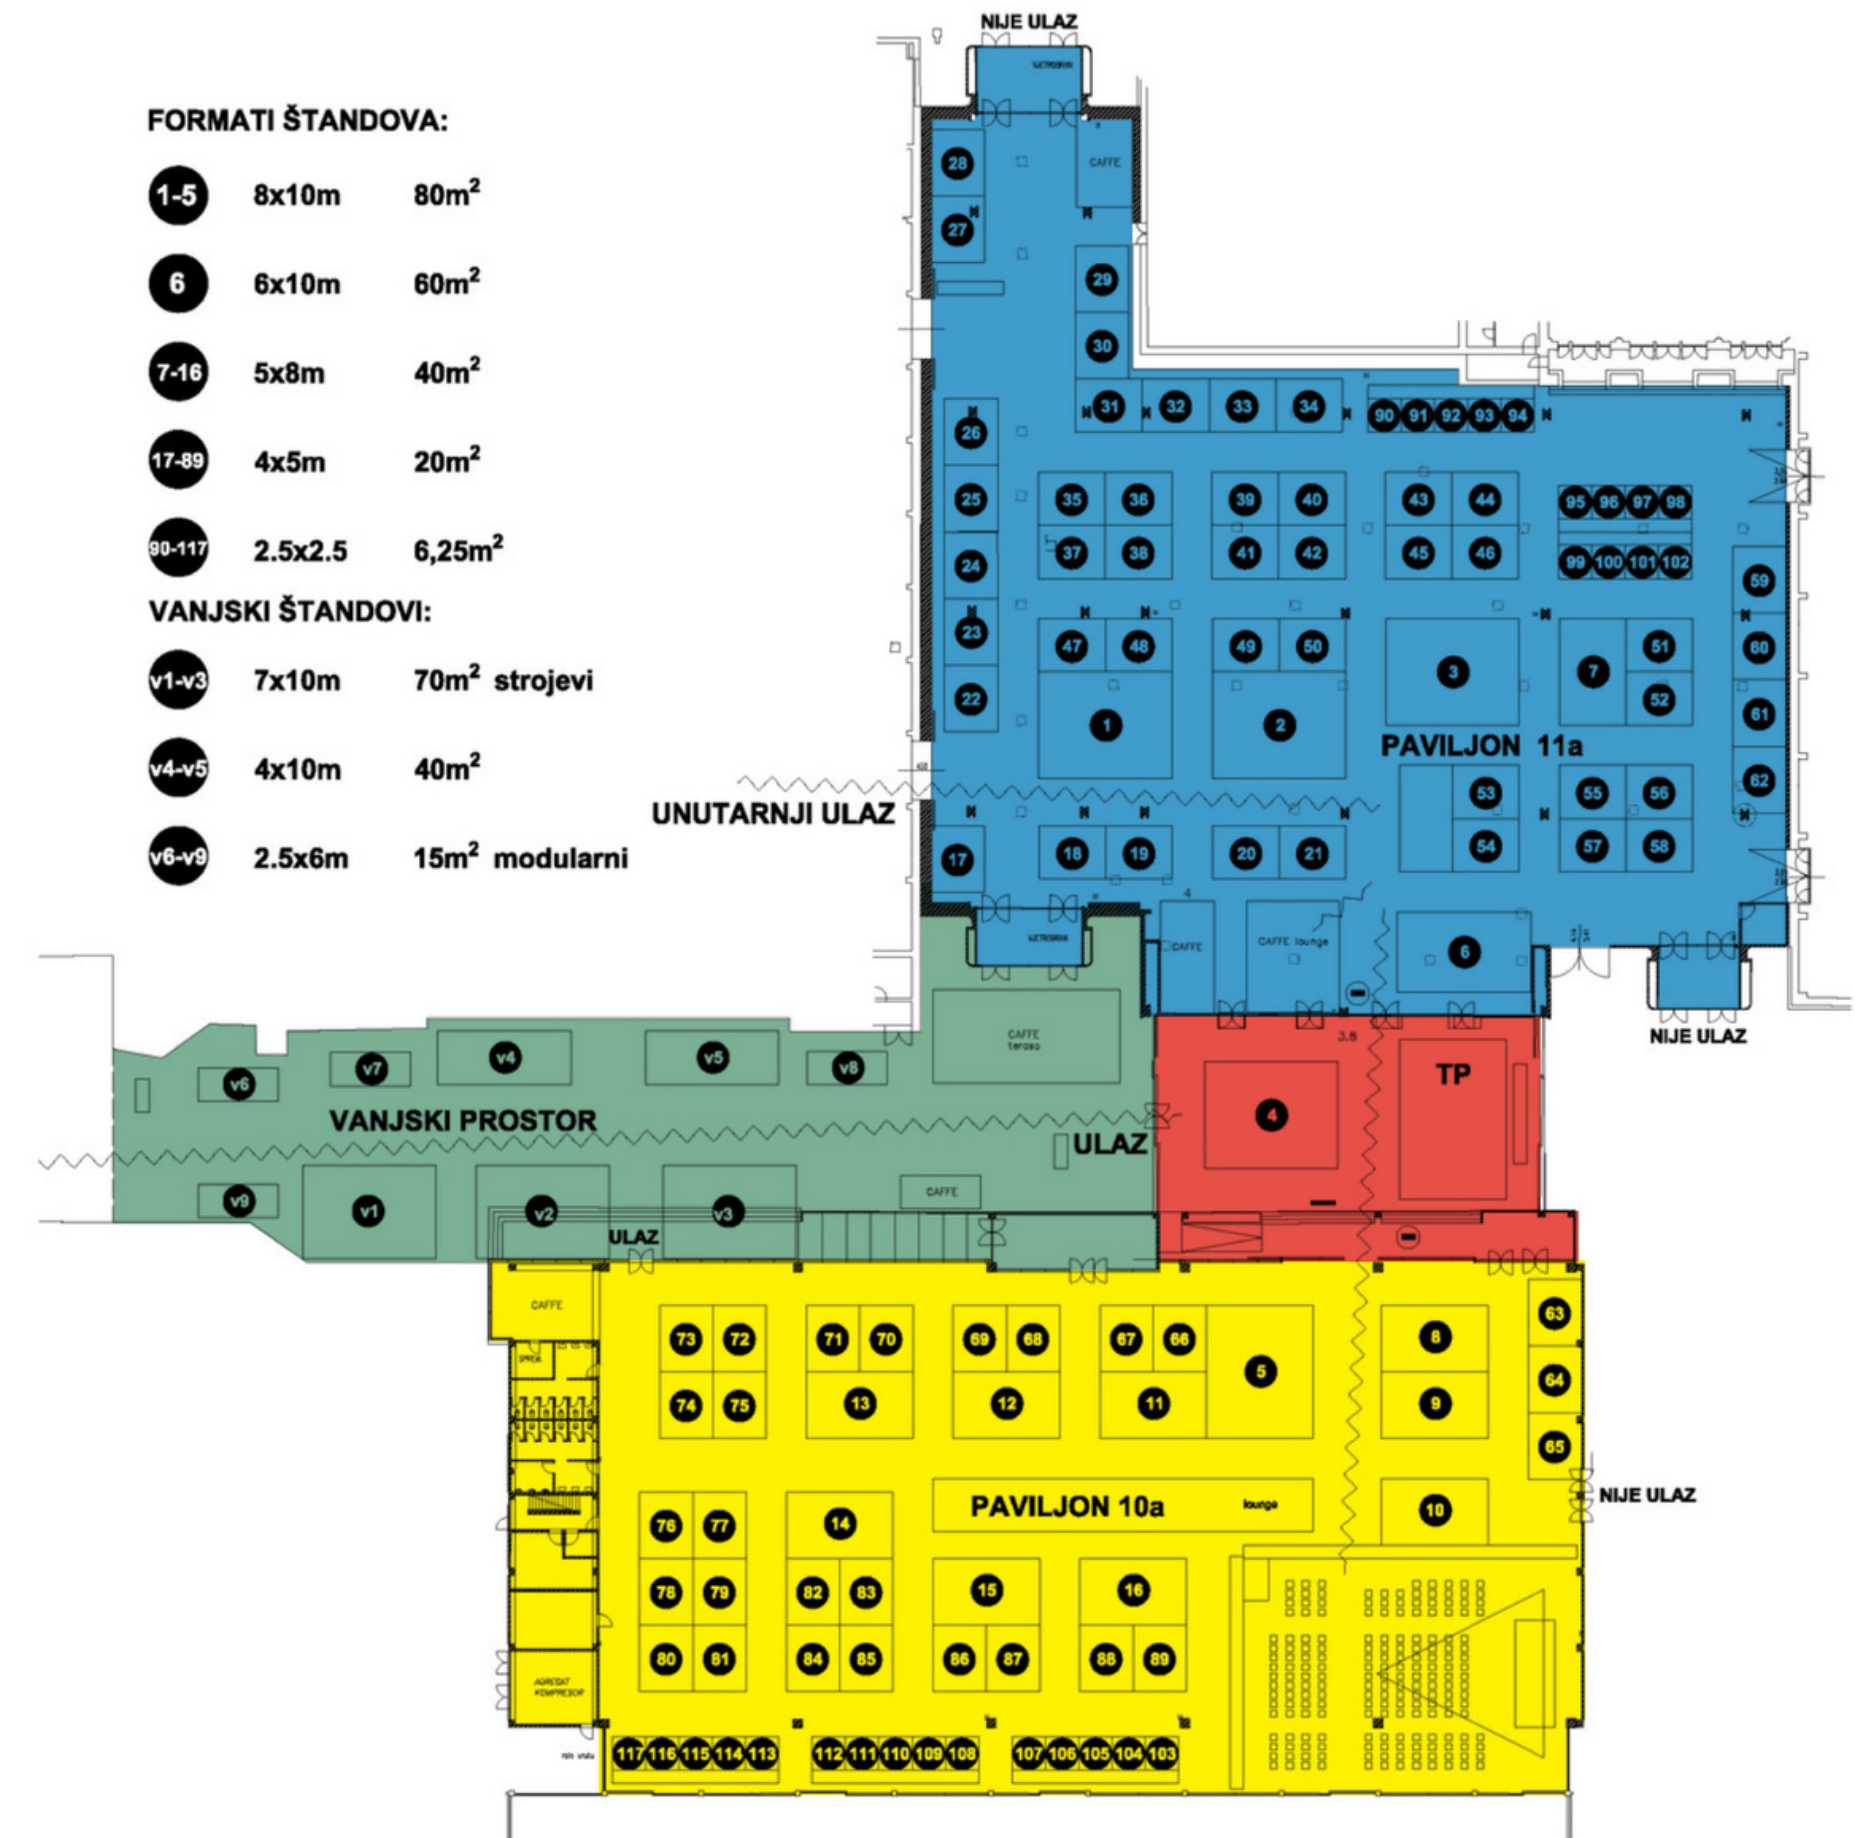 NIJE ULAZ
VJETROBRAN
FORMATI ŠTANDOVA:
1-5 8x10m 80m²
6 6x10m 60m²
7-16 5x8m 40m²
17-89 4x5m 20m²
90-117 2.5x2.5 6,25m²
VANJSKI ŠTANDOVI:
v1-v3 7x10m 70m² strojevi
v4-v5 4x10m 40m²
v6-v9 2.5x6m 15m² modularni
28 CAFFE
27
29
30
31 32 33 34 90 91 92 93 94
26
25 35 36 39 40 43 44 95 96 97 98
24 37 38 41 42 45 46 99 100 101 102
59
23 47 48 49 50 51 60
3 7
22 52
1 2 61
PAVILJON 11a
62
53 55 56
UNUTARNJI ULAZ
17 18 19 20 21 54 57 58
4
VJETROBRAN CAFFE CAFFE lounge 6
NIJE ULAZ
CAFFE
terasa
3.8
v4 v5
v7 v8
v6
TP
4
VANJSKI PROSTOR
ULAZ
CAFFE
v9 v1 v2 v3
ULAZ
CAFFE
73 72 71 70 69 68 67 66 8 63
5
74 75 13 12 11 9 64
65
NIJE ULAZ
PAVILJON 10a lounge 10
76 77 14
78 79 82 83 15 16
80 81 84 85 86 87 88 89
AGREGAT
KOMPRESOR
117 116 115 114 113 112 111 110 109 108 107 106 105 104 103